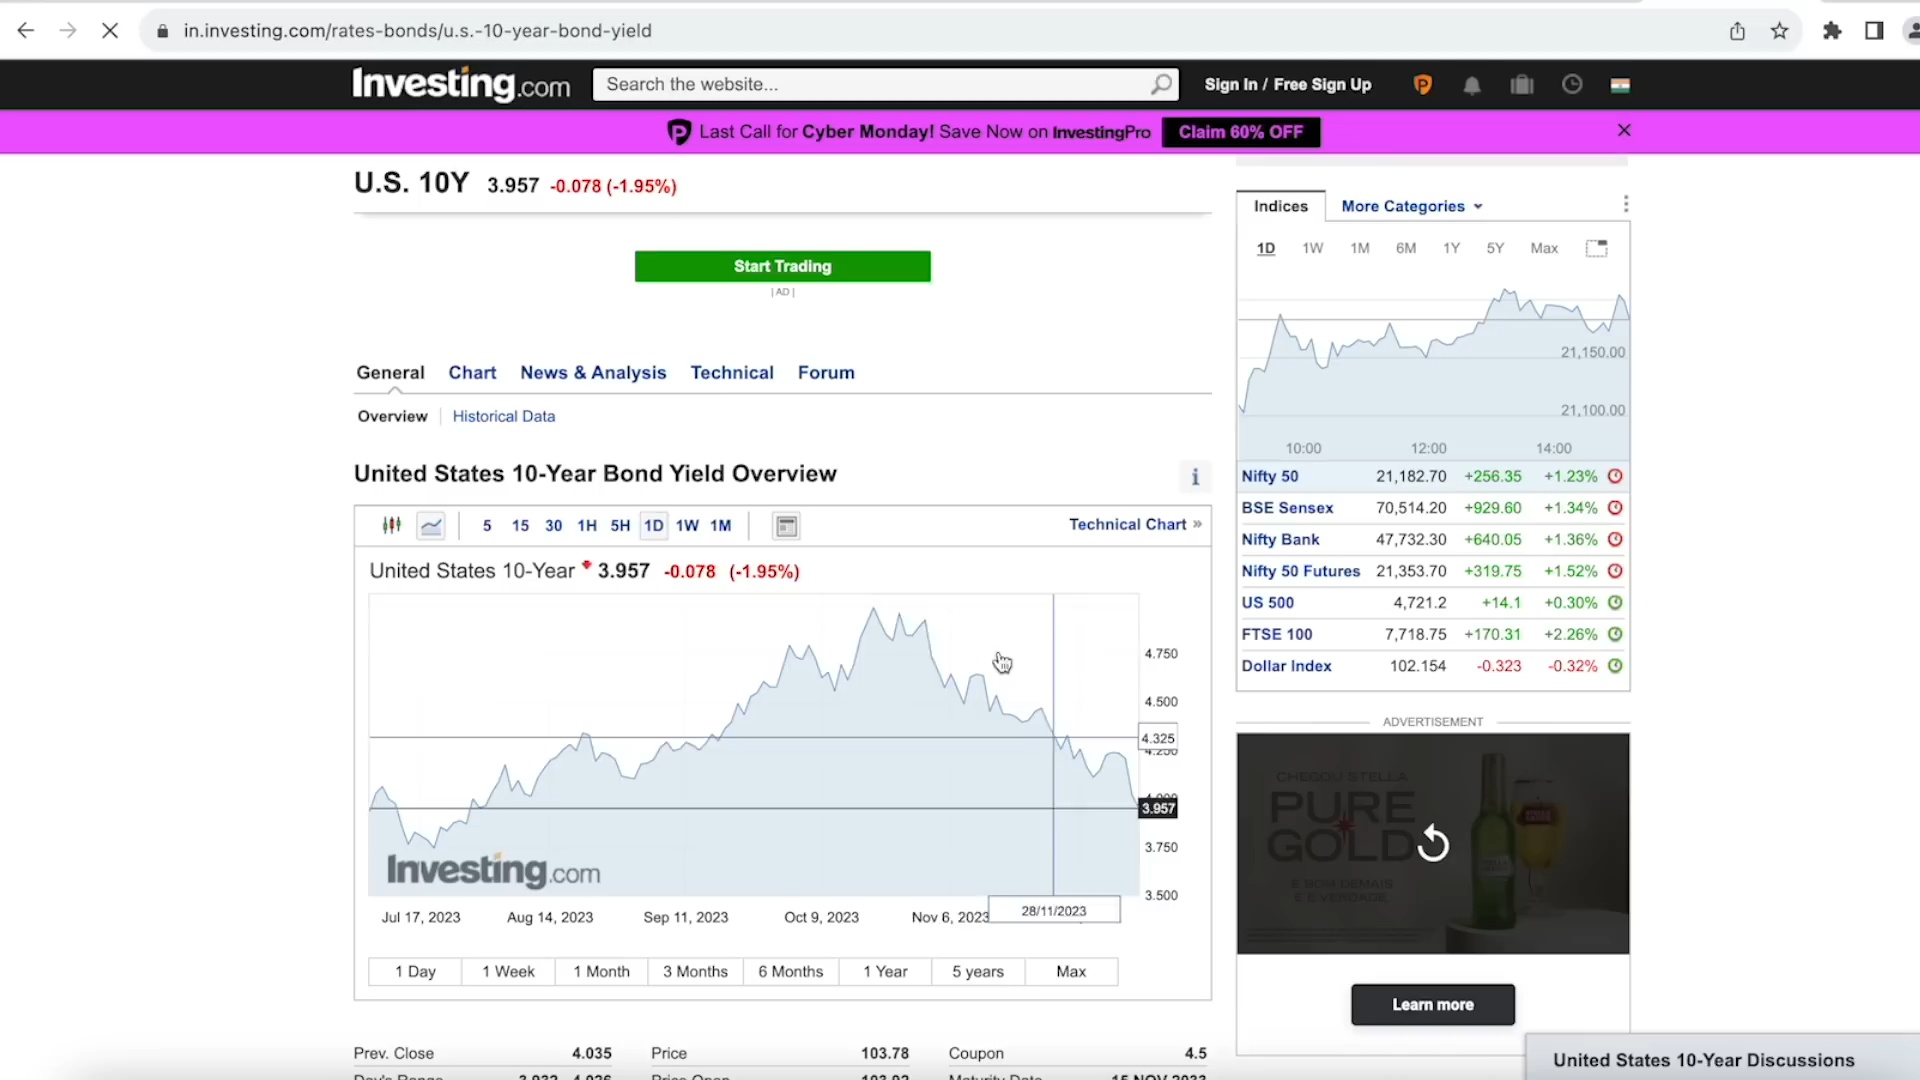 in.investing.com/rates-bonds/u.s.-10-year-bond-yield
Investing.com
Search the website...
Sign In / Free Sign Up
Last Call for Cyber Monday! Save Now on InvestingPro
Claim 60% OFF
U.S. 10Y 3.957 -0.078 (-1.95%)
Start Trading
| AD |
General Chart News & Analysis Technical Forum
Overview Historical Data
United States 10-Year Bond Yield Overview
5 15 30 1H 5H 1D 1W 1M
Technical Chart »
United States 10-Year 3.957 -0.078 (-1.95%)
4.750
4.500
4.325
4.250
3.957
3.750
3.500
Investing.com
Jul 17, 2023 Aug 14, 2023 Sep 11, 2023 Oct 9, 2023 Nov 6, 2023 28/11/2023
1 Day 1 Week 1 Month 3 Months 6 Months 1 Year 5 years Max
Prev. Close 4.035 Price 103.78 Coupon 4.5
Indices More Categories
1D 1W 1M 6M 1Y 5Y Max
21,150.00
21,100.00
10:00 12:00 14:00
Nifty 50 21,182.70 +256.35 +1.23%
BSE Sensex 70,514.20 +929.60 +1.34%
Nifty Bank 47,732.30 +640.05 +1.36%
Nifty 50 Futures 21,353.70 +319.75 +1.52%
US 500 4,721.2 +14.1 +0.30%
FTSE 100 7,718.75 +170.31 +2.26%
Dollar Index 102.154 -0.323 -0.32%
ADVERTISEMENT
CHEGOU STELLA
PURE
GOLD
É BOM DEMAIS
E É VERDADE.
Learn more
United States 10-Year Discussions